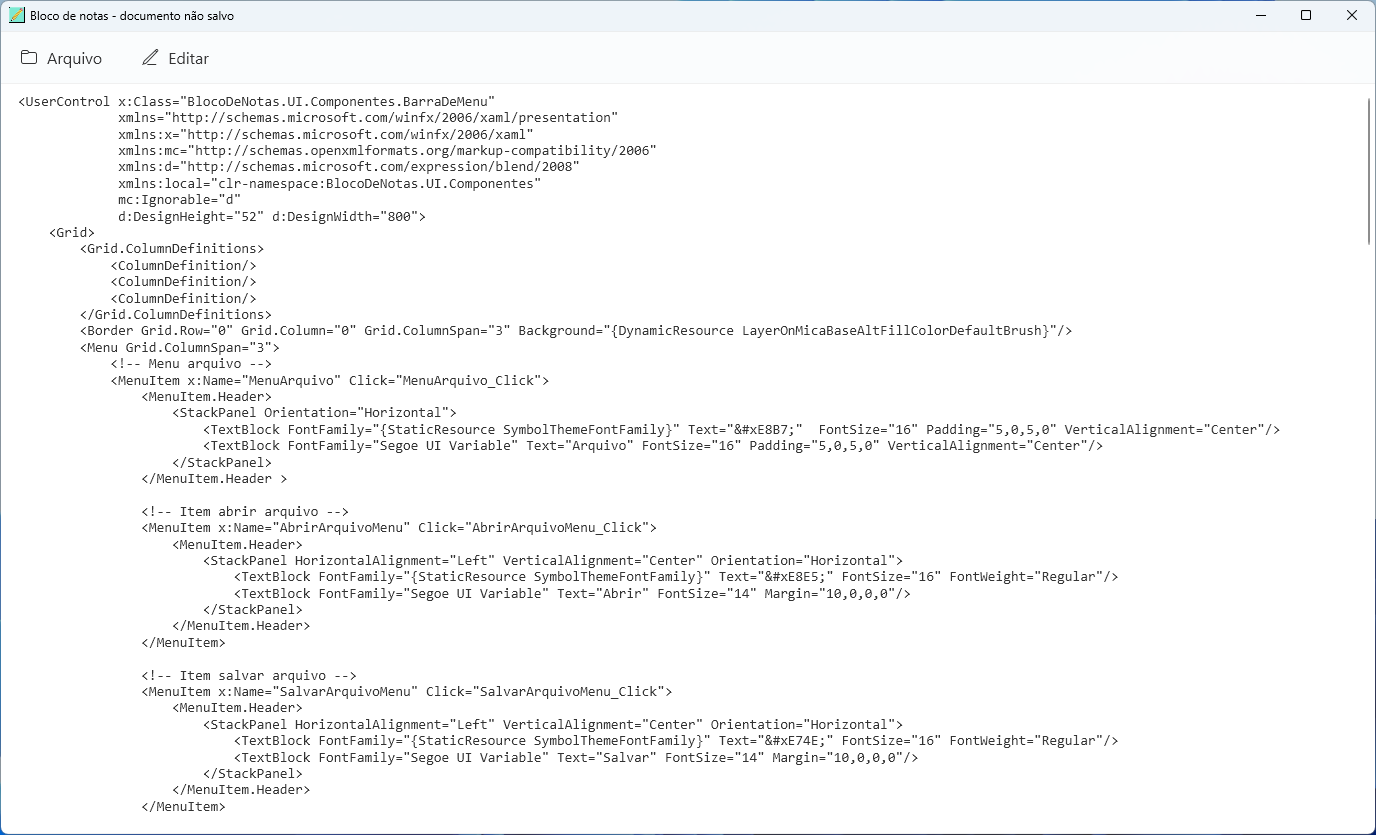 Bloco de notas - documento não salvo
Arquivo Editar
<UserControl x:Class="BlocoDeNotas.UI.Componentes.BarraDeMenu"
             xmlns="http://schemas.microsoft.com/winfx/2006/xaml/presentation"
             xmlns:x="http://schemas.microsoft.com/winfx/2006/xaml"
             xmlns:mc="http://schemas.openxmlformats.org/markup-compatibility/2006"
             xmlns:d="http://schemas.microsoft.com/expression/blend/2008"
             xmlns:local="clr-namespace:BlocoDeNotas.UI.Componentes"
             mc:Ignorable="d"
             d:DesignHeight="52" d:DesignWidth="800">
    <Grid>
        <Grid.ColumnDefinitions>
            <ColumnDefinition/>
            <ColumnDefinition/>
            <ColumnDefinition/>
        </Grid.ColumnDefinitions>
        <Border Grid.Row="0" Grid.Column="0" Grid.ColumnSpan="3" Background="{DynamicResource LayerOnMicaBaseAltFillColorDefaultBrush}"/>
        <Menu Grid.ColumnSpan="3">
            <!-- Menu arquivo -->
            <MenuItem x:Name="MenuArquivo" Click="MenuArquivo_Click">
                <MenuItem.Header>
                    <StackPanel Orientation="Horizontal">
                        <TextBlock FontFamily="{StaticResource SymbolThemeFontFamily}" Text="&#xE8B7;"  FontSize="16" Padding="5,0,5,0" VerticalAlignment="Center"/>
                        <TextBlock FontFamily="Segoe UI Variable" Text="Arquivo" FontSize="16" Padding="5,0,5,0" VerticalAlignment="Center"/>
                    </StackPanel>
                </MenuItem.Header >

                <!-- Item abrir arquivo -->
                <MenuItem x:Name="AbrirArquivoMenu" Click="AbrirArquivoMenu_Click">
                    <MenuItem.Header>
                        <StackPanel HorizontalAlignment="Left" VerticalAlignment="Center" Orientation="Horizontal">
                            <TextBlock FontFamily="{StaticResource SymbolThemeFontFamily}" Text="&#xE8E5;" FontSize="16" FontWeight="Regular"/>
                            <TextBlock FontFamily="Segoe UI Variable" Text="Abrir" FontSize="14" Margin="10,0,0,0"/>
                        </StackPanel>
                    </MenuItem.Header>
                </MenuItem>

                <!-- Item salvar arquivo -->
                <MenuItem x:Name="SalvarArquivoMenu" Click="SalvarArquivoMenu_Click">
                    <MenuItem.Header>
                        <StackPanel HorizontalAlignment="Left" VerticalAlignment="Center" Orientation="Horizontal">
                            <TextBlock FontFamily="{StaticResource SymbolThemeFontFamily}" Text="&#xE74E;" FontSize="16" FontWeight="Regular"/>
                            <TextBlock FontFamily="Segoe UI Variable" Text="Salvar" FontSize="14" Margin="10,0,0,0"/>
                        </StackPanel>
                    </MenuItem.Header>
                </MenuItem>